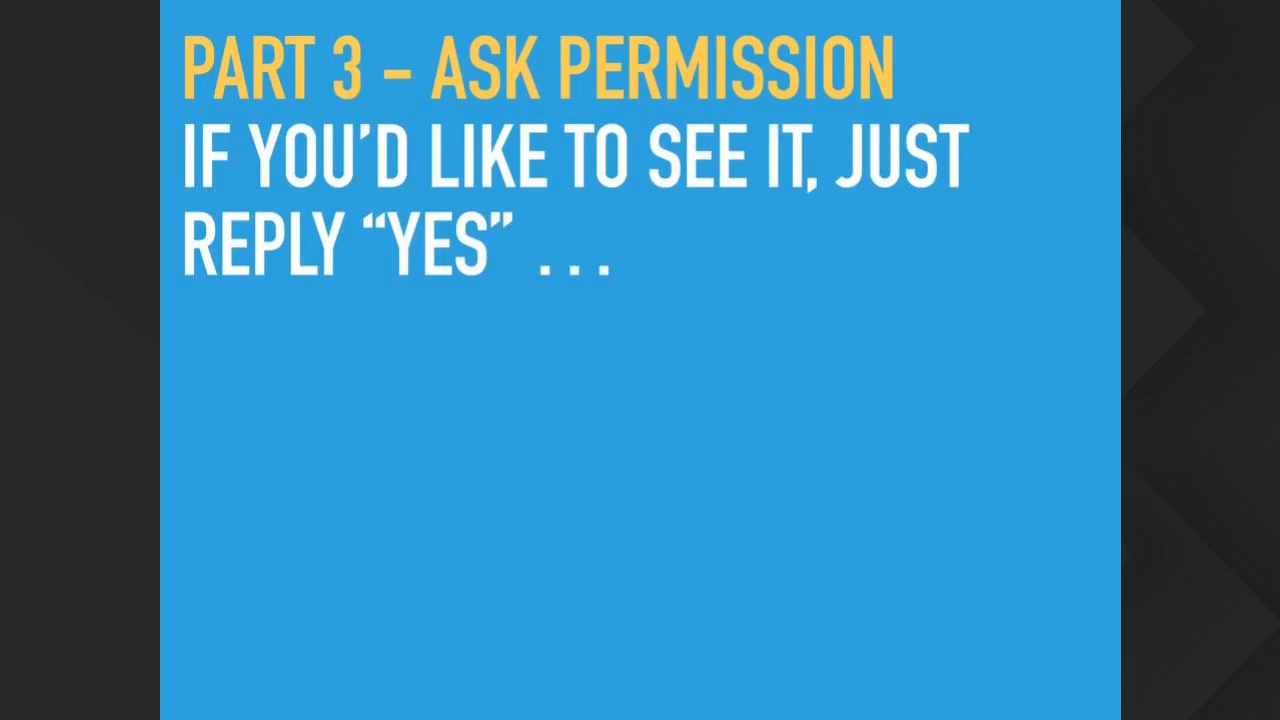 PART 3 – ASK PERMISSION
IF YOU’D LIKE TO SEE IT, JUST
REPLY “YES” . . .